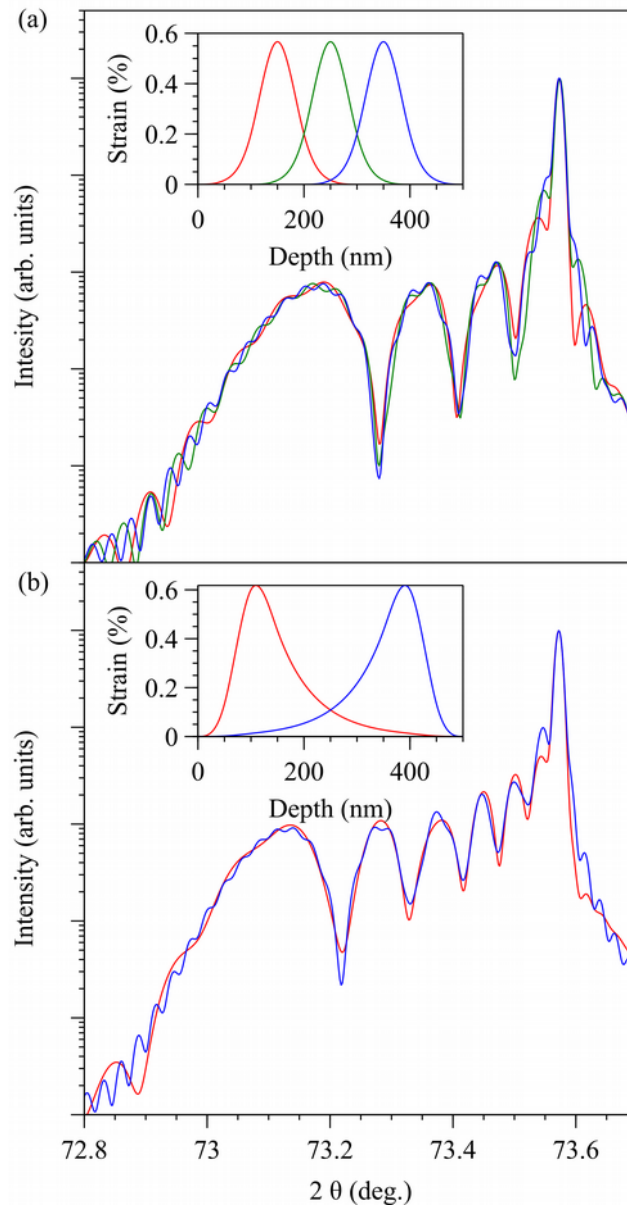 (a)
0.6
0.4
0.2
0
Strain (%)
0 200 400
Depth (nm)
Intesity (arb. units)
(b)
0.6
0.4
0.2
0
Strain (%)
0 200 400
Depth (nm)
Intensity (arb. units)
72.8 73 73.2 73.4 73.6
2 θ (deg.)